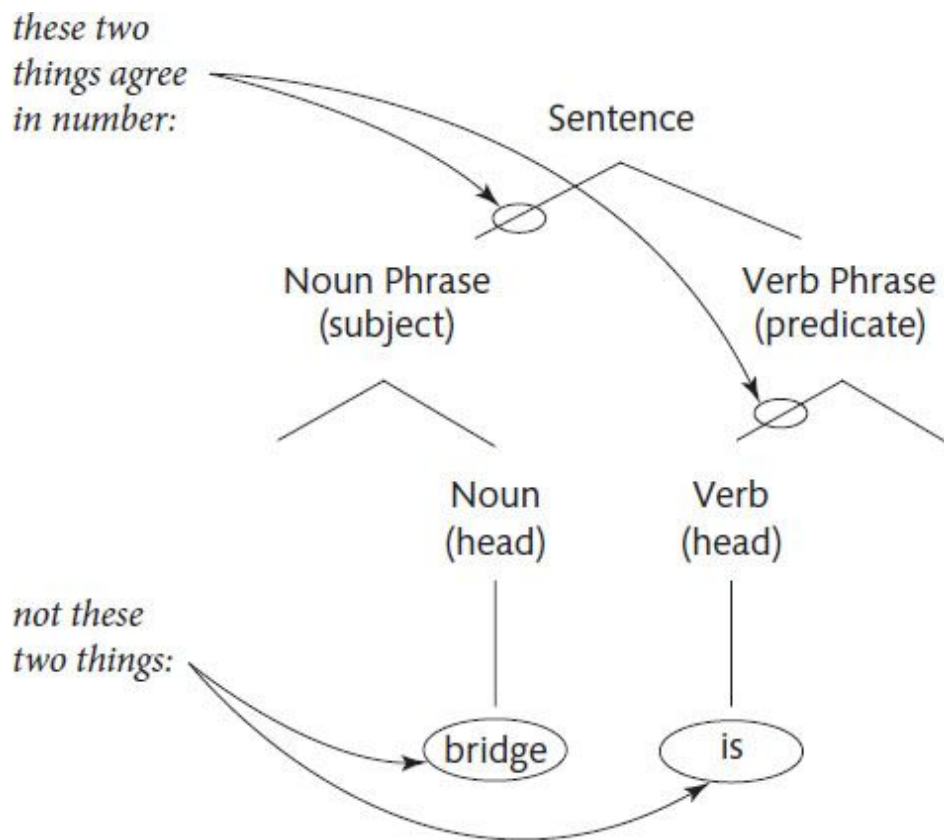 these two
things agree
in number:
Sentence
Noun Phrase
(subject)
Verb Phrase
(predicate)
Noun
(head)
Verb
(head)
not these
two things:
bridge
is